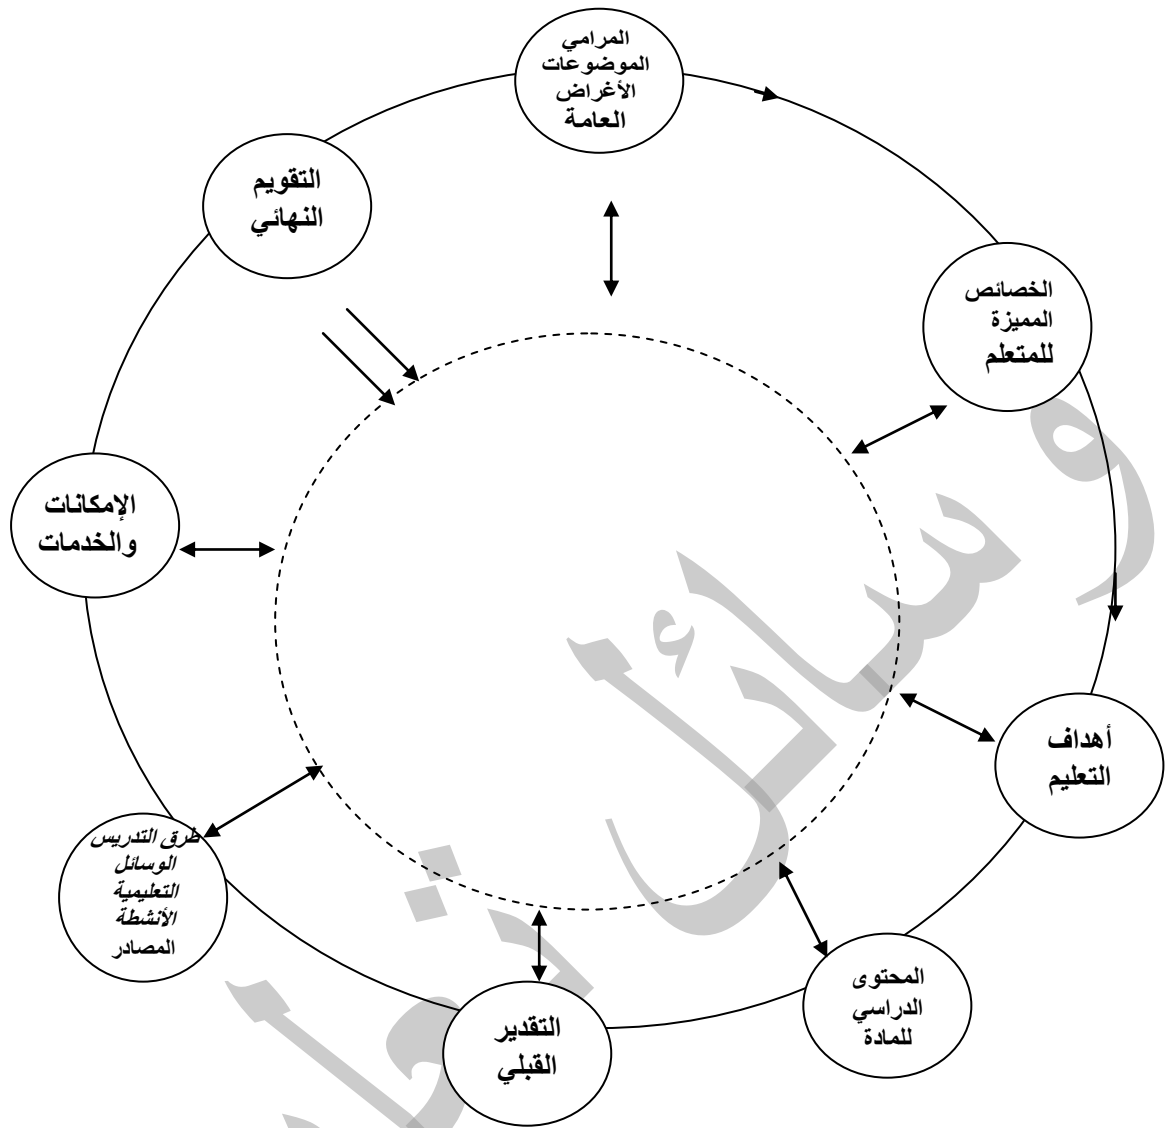 المرامي
الموضوعات
الأغراض
العامة
الخصائص
المميزة
للمتعلم
أهداف
التعليم
المحتوى
الدراسي
للمادة
التقدير
القبلي
طرق التدريس
الوسائل
التعليمية
الأنشطة
المصادر
الإمكانات
والخدمات
التقويم
النهائي
وسائل